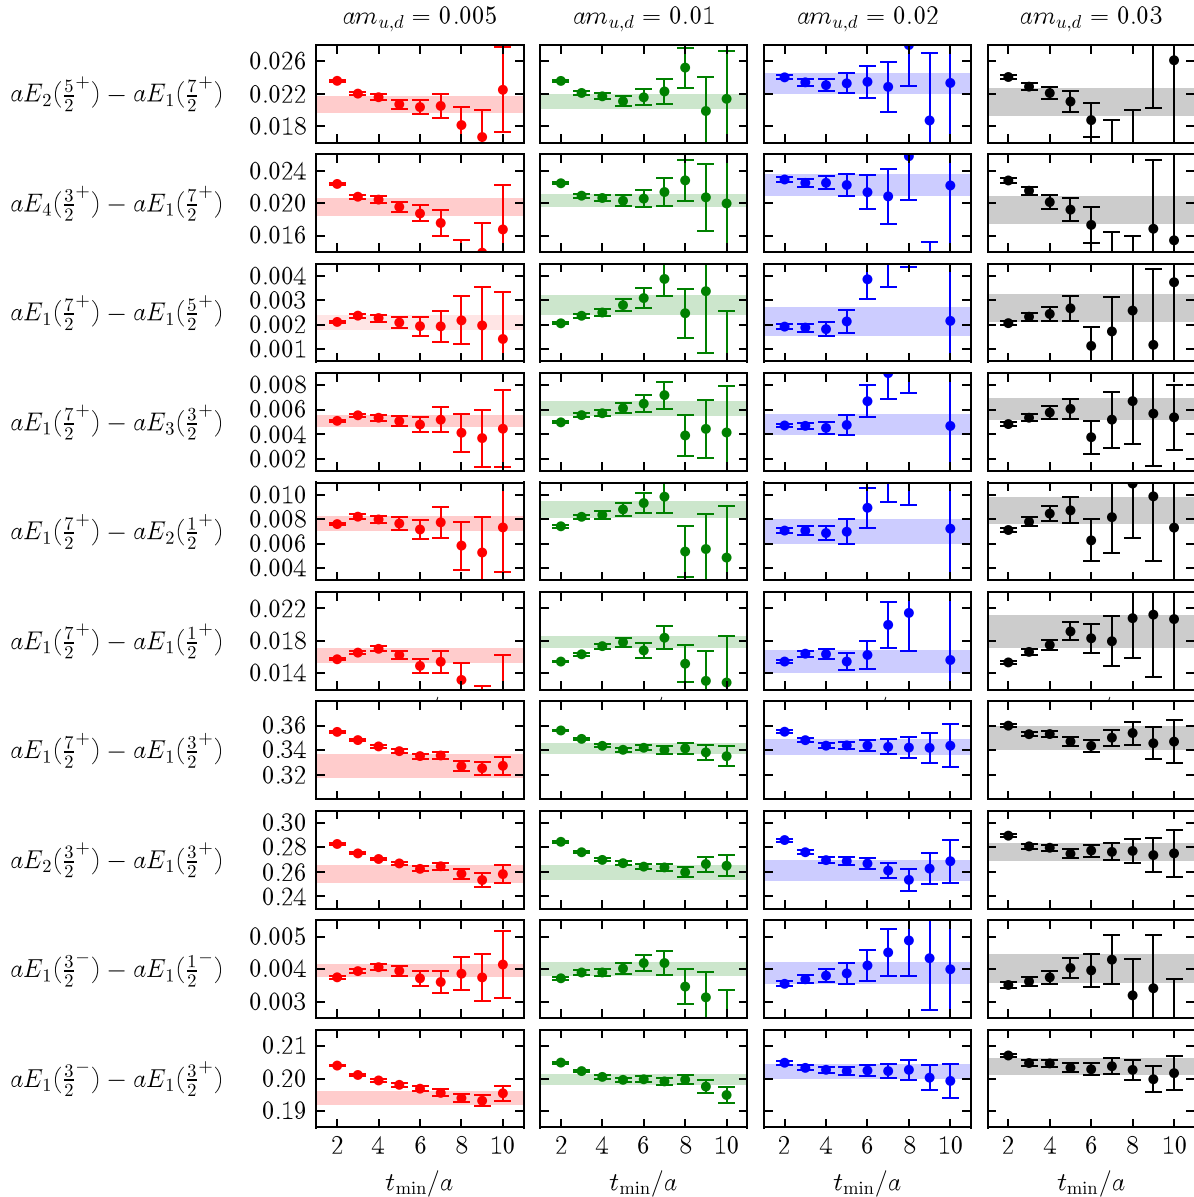 am_{u,d} = 0.005 am_{u,d} = 0.01 am_{u,d} = 0.02 am_{u,d} = 0.03
aE_2(5/2^+) − aE_1(7/2^+) 0.026 0.022 0.018
aE_4(3/2^+) − aE_1(7/2^+) 0.024 0.020 0.016
aE_1(7/2^+) − aE_1(5/2^+) 0.004 0.003 0.002 0.001
aE_1(7/2^+) − aE_3(3/2^+) 0.008 0.006 0.004 0.002
aE_1(7/2^+) − aE_2(1/2^+) 0.010 0.008 0.006 0.004
aE_1(7/2^+) − aE_1(1/2^+) 0.022 0.018 0.014
aE_1(7/2^+) − aE_1(3/2^+) 0.36 0.34 0.32
aE_2(3/2^+) − aE_1(3/2^+) 0.30 0.28 0.26 0.24
aE_1(3/2^-) − aE_1(1/2^-) 0.005 0.004 0.003
aE_1(3/2^-) − aE_1(3/2^+) 0.21 0.20 0.19
2 4 6 8 10 2 4 6 8 10 2 4 6 8 10 2 4 6 8 10
t_min/a t_min/a t_min/a t_min/a